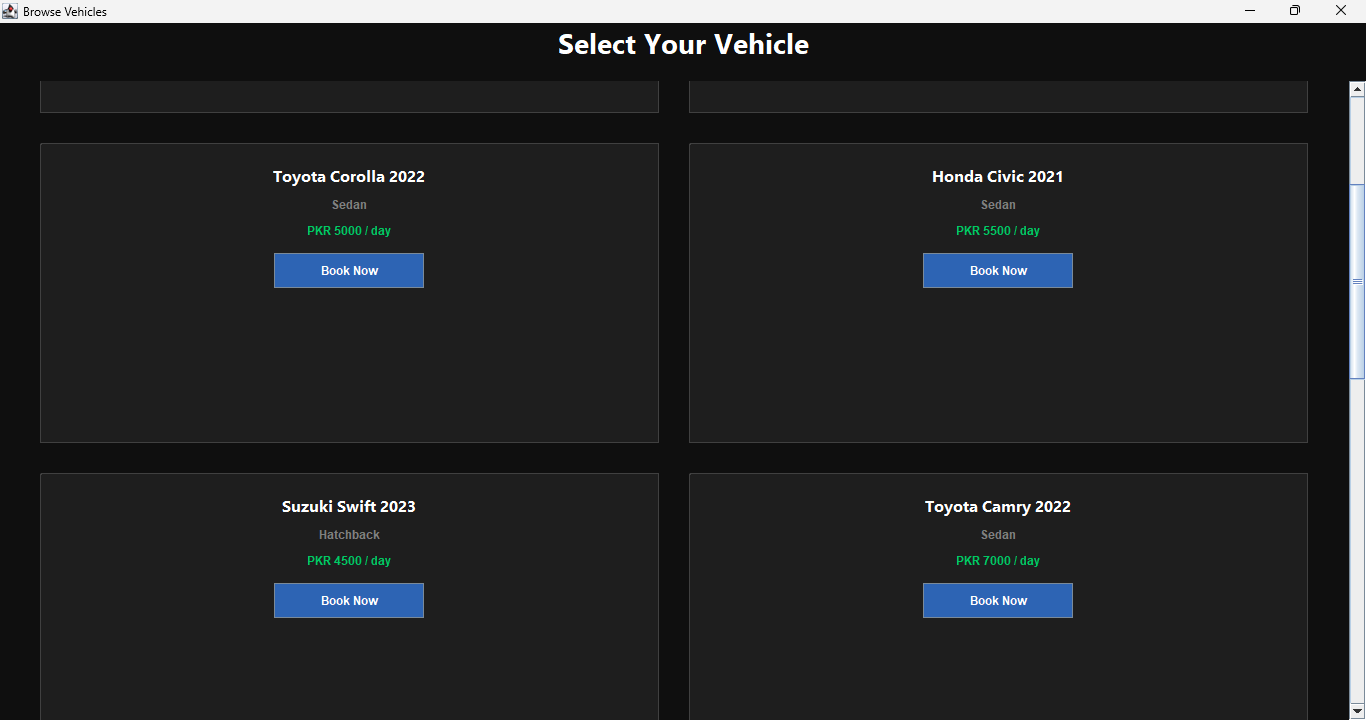 Browse Vehicles
Select Your Vehicle
Toyota Corolla 2022
Sedan
PKR 5000 / day
Book Now
Honda Civic 2021
Sedan
PKR 5500 / day
Book Now
Suzuki Swift 2023
Hatchback
PKR 4500 / day
Book Now
Toyota Camry 2022
Sedan
PKR 7000 / day
Book Now